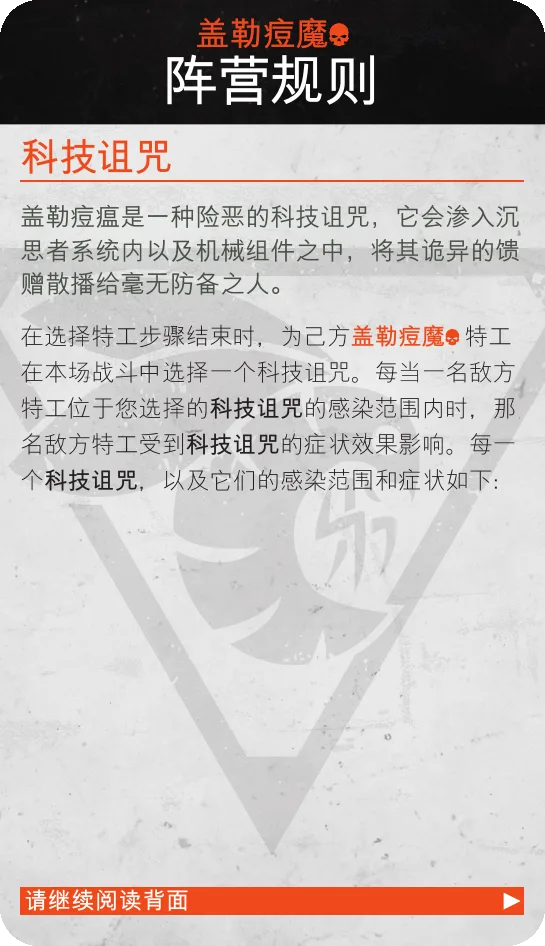 盖勒痘魔
阵营规则
科技诅咒
盖勒痘瘟是一种险恶的科技诅咒，它会渗入沉
思者系统内以及机械组件之中，将其诡异的馈
赠散播给毫无防备之人。
在选择特工步骤结束时，为己方盖勒痘魔特工
在本场战斗中选择一个科技诅咒。每当一名敌方
特工位于您选择的科技诅咒的感染范围内时，那
名敌方特工受到科技诅咒的症状效果影响。每一
个科技诅咒，以及它们的感染范围和症状如下：
请继续阅读背面